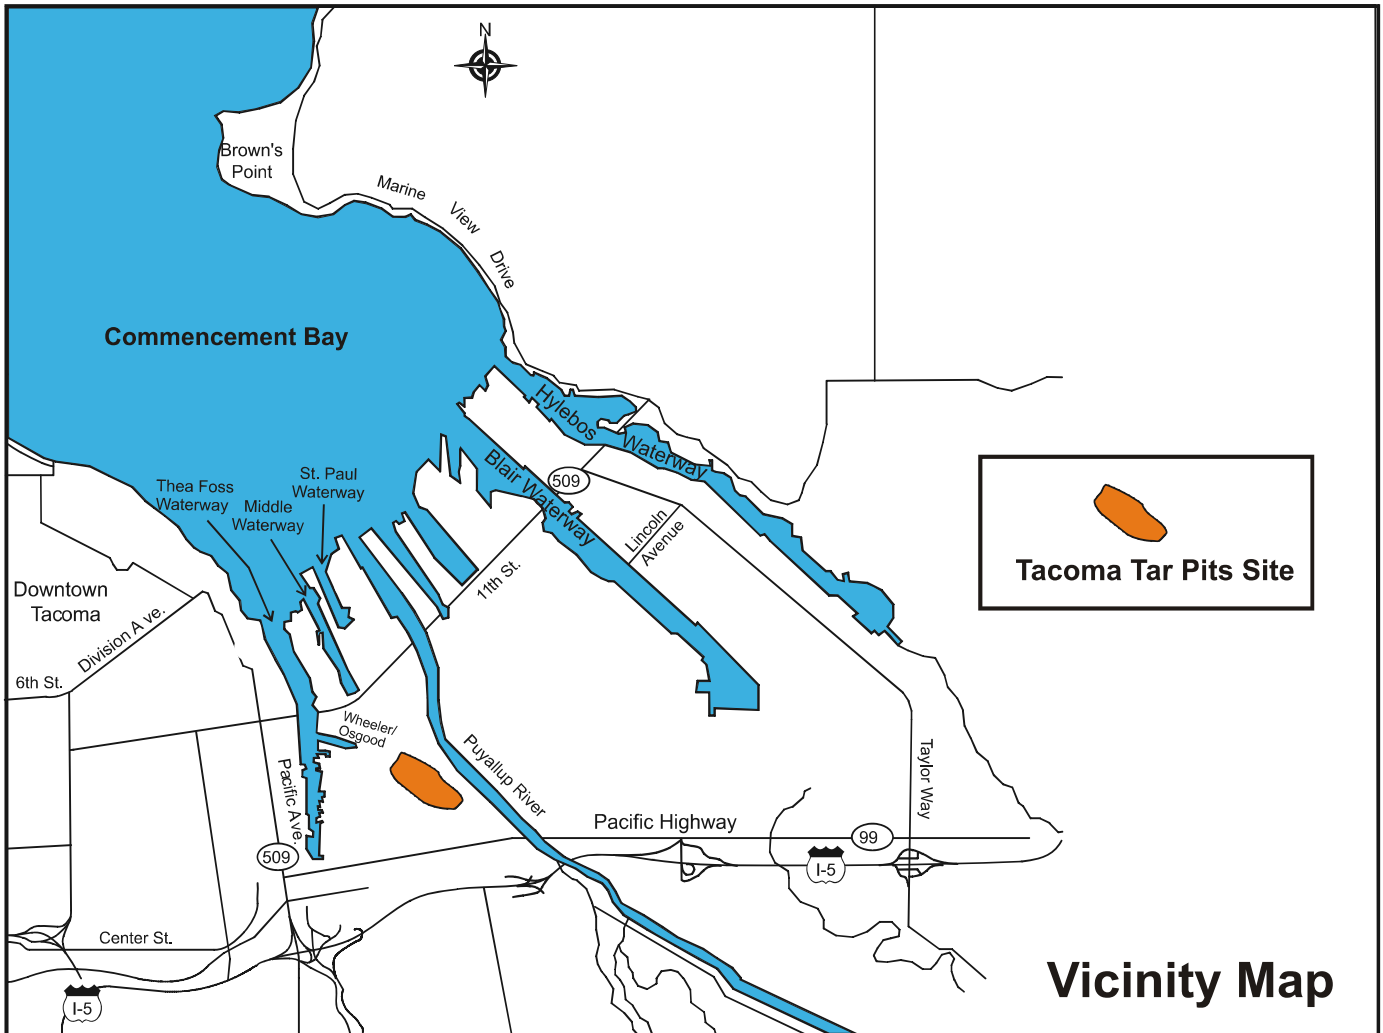 N
Brown's
Point
Marine
View
Drive
Commencement Bay
Hylebos
Waterway
Blair Waterway
509
St. Paul
Waterway
Thea Foss
Waterway
Middle
Waterway
Lincoln
Avenue
11th St.
Tacoma Tar Pits Site
Downtown
Tacoma
Division Ave.
6th St.
Wheeler/
Osgood
Pacific Ave.
Puyallup River
Taylor Way
Pacific Highway
99
509
I-5
Center St.
I-5
Vicinity Map